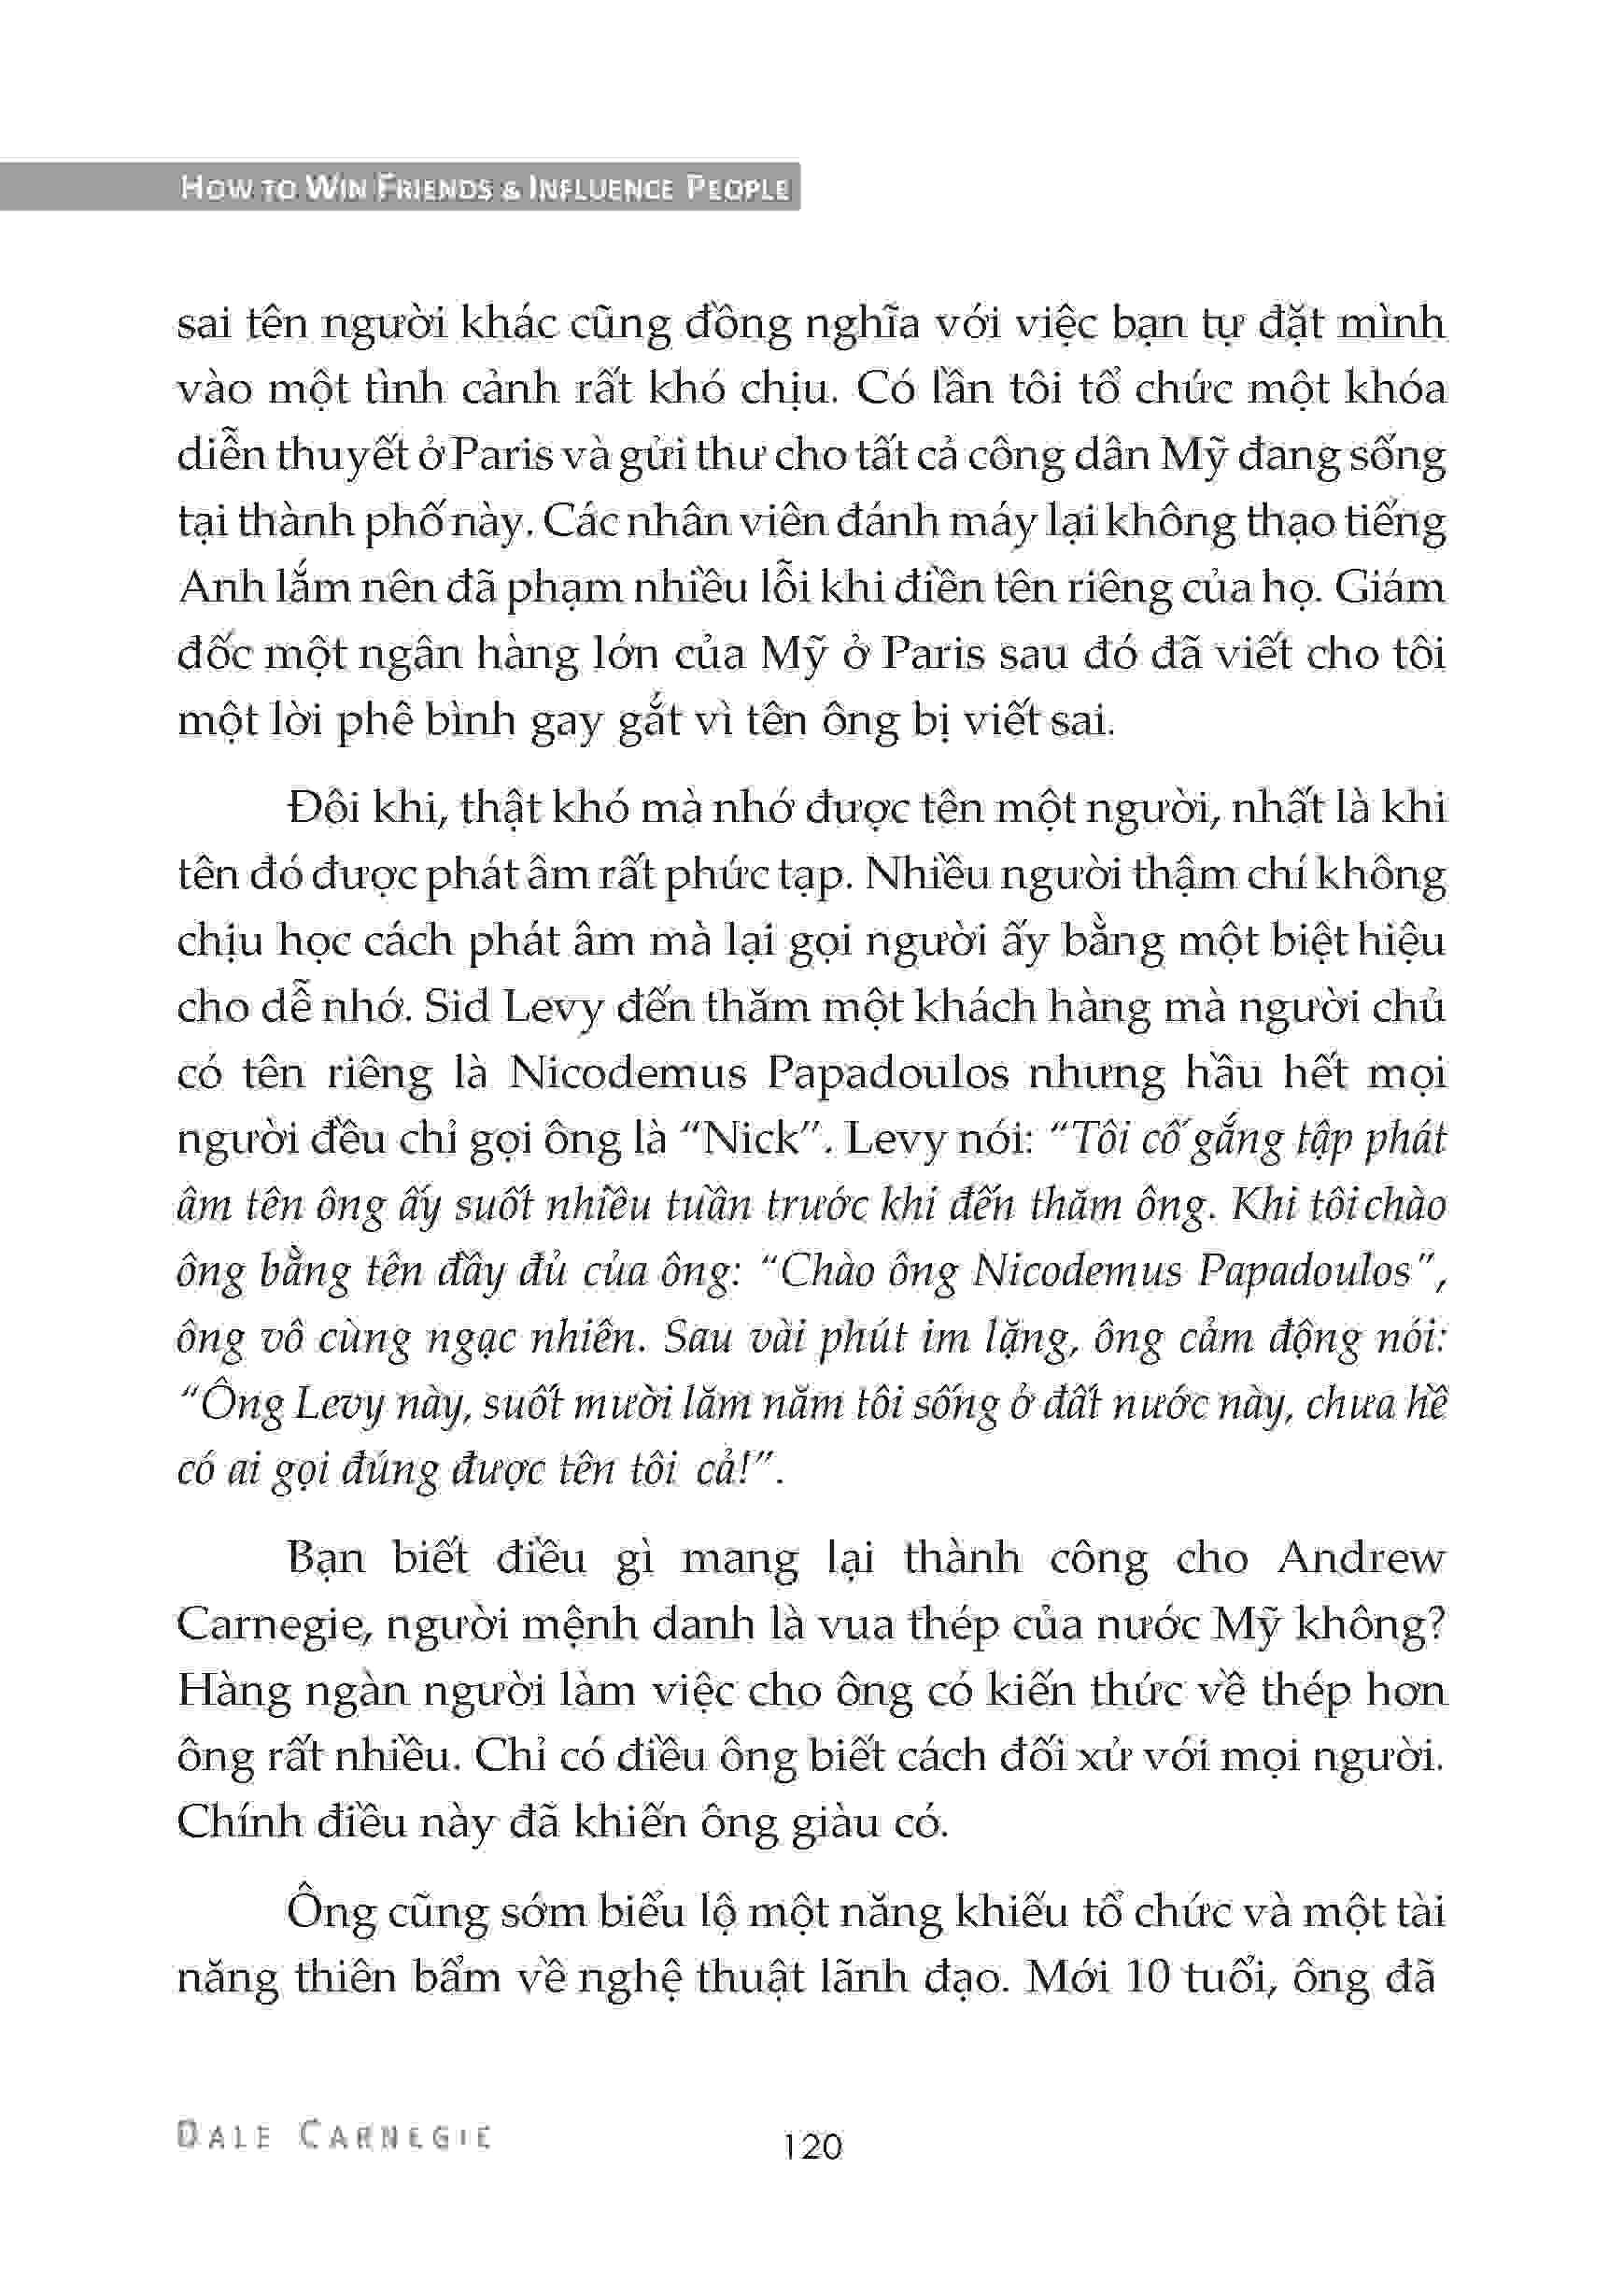 HOW TO WIN FRIENDS & INFLUENCE PEOPLE
sai tên người khác cũng đồng nghĩa với việc bạn tự đặt mình
vào một tình cảnh rất khó chịu. Có lần tôi tổ chức một khóa
diễn thuyết ở Paris và gửi thư cho tất cả công dân Mỹ đang sống
tại thành phố này. Các nhân viên đánh máy lại không thạo tiếng
Anh lắm nên đã phạm nhiều lỗi khi điền tên riêng của họ. Giám
đốc một ngân hàng lớn của Mỹ ở Paris sau đó đã viết cho tôi
một lời phê bình gay gắt vì tên ông bị viết sai.
Đôi khi, thật khó mà nhớ được tên một người, nhất là khi
tên đó được phát âm rất phức tạp. Nhiều người thậm chí không
chịu học cách phát âm mà lại gọi người ấy bằng một biệt hiệu
cho dễ nhớ. Sid Levy đến thăm một khách hàng mà người chủ
có tên riêng là Nicodemus Papadoulos nhưng hầu hết mọi
người đều chỉ gọi ông là “Nick”. Levy nói: “Tôi cố gắng tập phát
âm tên ông ấy suốt nhiều tuần trước khi đến thăm ông. Khi tôi chào
ông bằng tên đầy đủ của ông: “Chào ông Nicodemus Papadoulos”,
ông vô cùng ngạc nhiên. Sau vài phút im lặng, ông cảm động nói:
“Ông Levy này, suốt mười lăm năm tôi sống ở đất nước này, chưa hề
có ai gọi đúng được tên tôi cả!”.
Bạn biết điều gì mang lại thành công cho Andrew
Carnegie, người mệnh danh là vua thép của nước Mỹ không?
Hàng ngàn người làm việc cho ông có kiến thức về thép hơn
ông rất nhiều. Chỉ có điều ông biết cách đối xử với mọi người.
Chính điều này đã khiến ông giàu có.
Ông cũng sớm biểu lộ một năng khiếu tổ chức và một tài
năng thiên bẩm về nghệ thuật lãnh đạo. Mới 10 tuổi, ông đã
DALE CARNEGIE
120